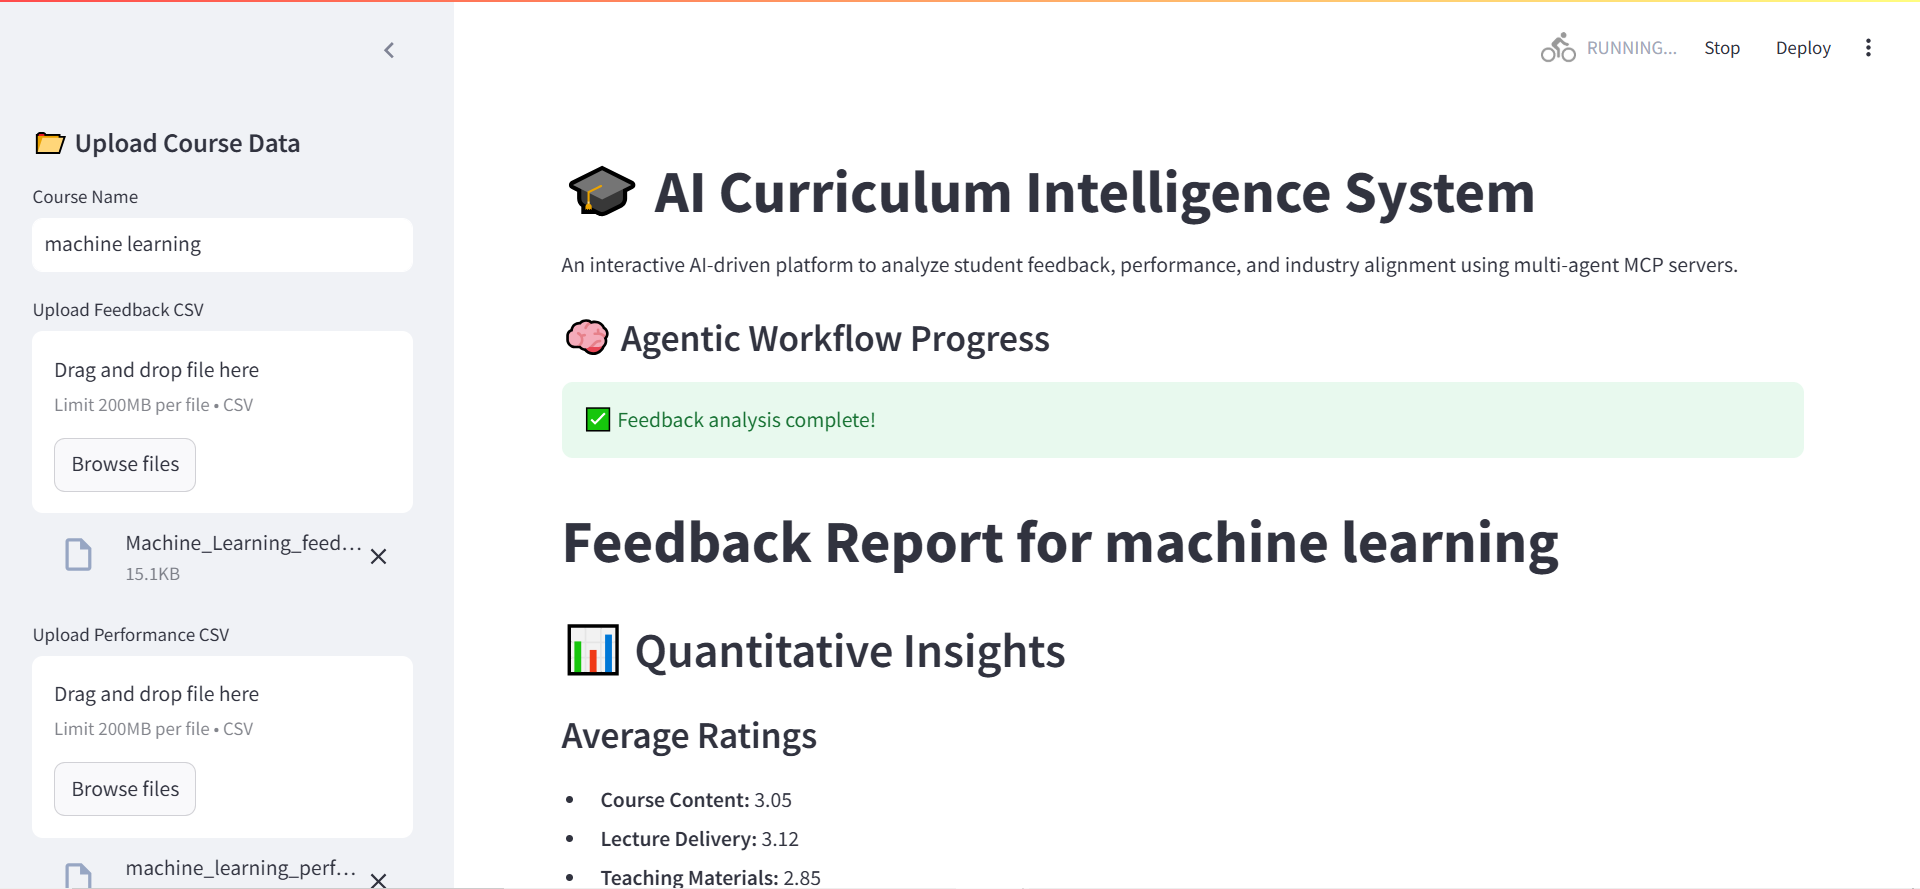 Upload Course Data
Course Name
machine learning
Upload Feedback CSV
Drag and drop file here
Limit 200MB per file • CSV
Browse files
Machine_Learning_feed...
15.1KB
Upload Performance CSV
Drag and drop file here
Limit 200MB per file • CSV
Browse files
machine_learning_perf...
RUNNING... Stop Deploy
AI Curriculum Intelligence System
An interactive AI-driven platform to analyze student feedback, performance, and industry alignment using multi-agent MCP servers.
Agentic Workflow Progress
Feedback analysis complete!
Feedback Report for machine learning
Quantitative Insights
Average Ratings
• Course Content: 3.05
• Lecture Delivery: 3.12
• Teaching Materials: 2.85